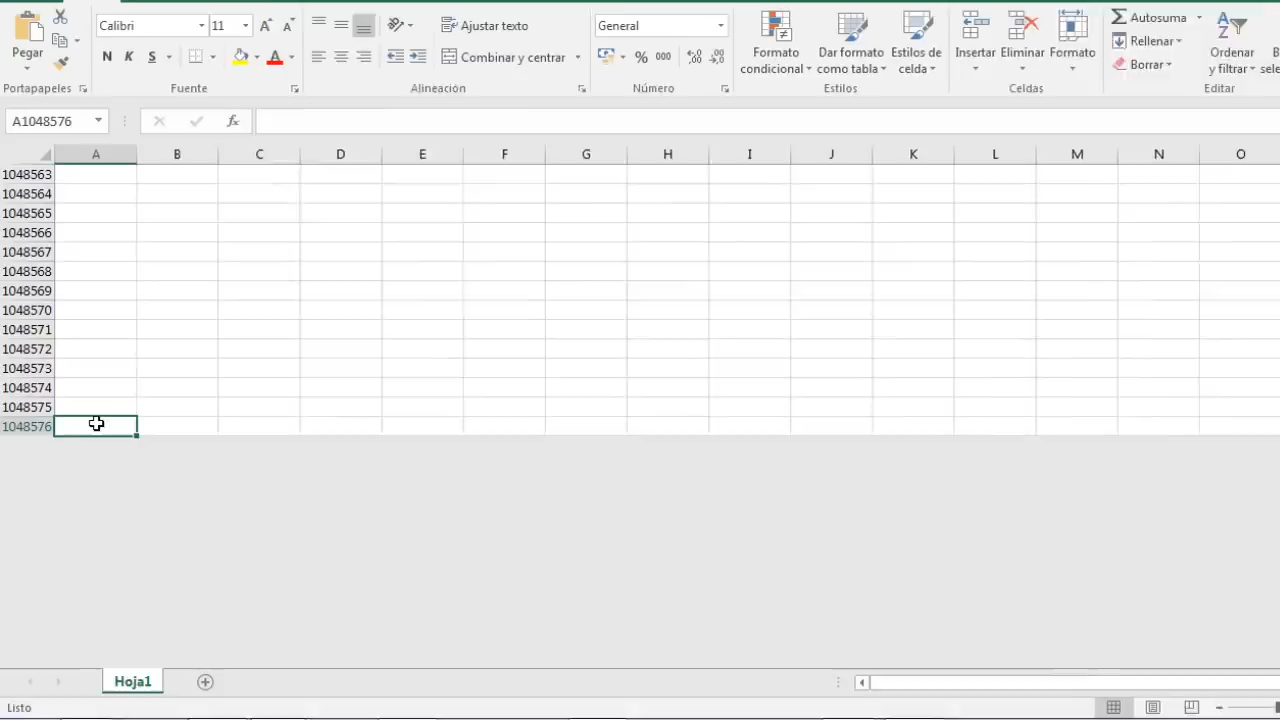 Calibri 11 Ajustar texto General Autosuma
Pegar Rellenar
N K S Combinar y centrar % 000 Formato condicional Dar formato como tabla Estilos de celda Insertar Eliminar Formato Borrar Ordenar y filtrar
Portapapeles Fuente Alineación Número Estilos Celdas Editar
A1048576 fx
A B C D E F G H I J K L M N O
1048563
1048564
1048565
1048566
1048567
1048568
1048569
1048570
1048571
1048572
1048573
1048574
1048575
1048576
Hoja1
Listo